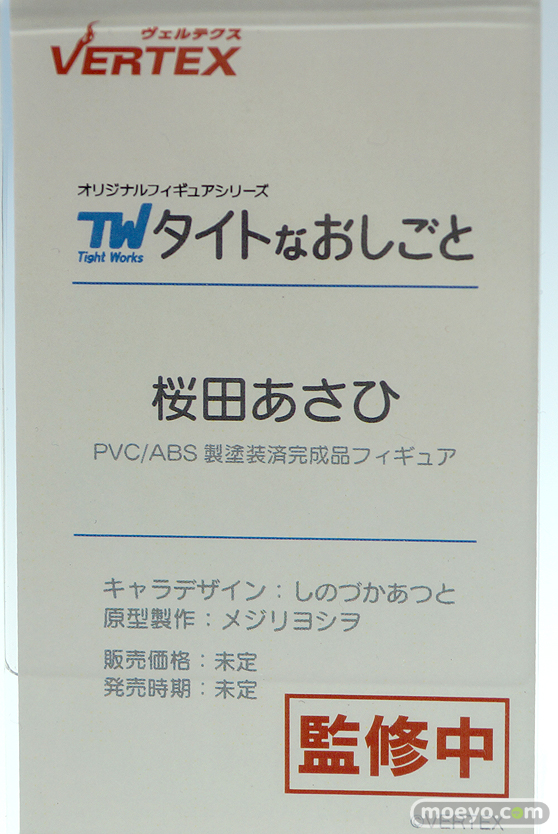 ヴェルテクス
VERTEX
オリジナルフィギュアシリーズ
TW タイトなおしごと
Tight Works
桜田あさひ
PVC/ABS 製塗装済完成品フィギュア
キャラデザイン：しのづかあつと
原型製作：メジリヨシヲ
販売価格：未定
発売時期：未定
監修中
moeyo.com
©VERTEX